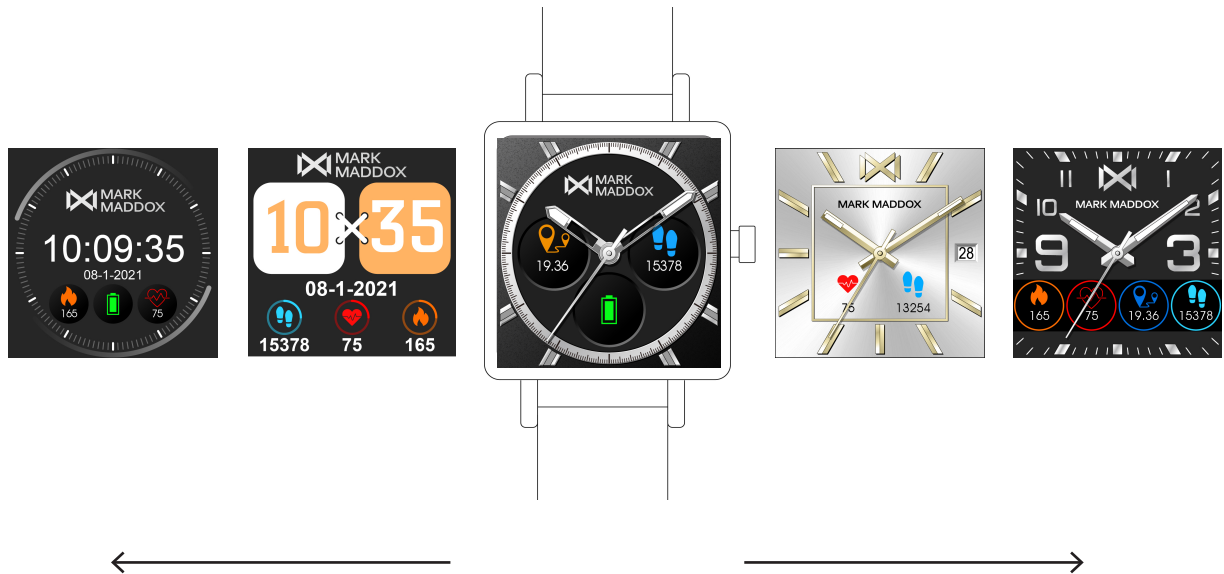 MARK
MADDOX
10:09:35
08-1-2021
165
75
MARK
MADDOX
10 35
08-1-2021
15378 75 165
MARK
MADDOX
19.36
15378
MARK MADDOX
28
75
13254
11 1
MARK MADDOX
10 2
9 3
165 75 19.36 15378